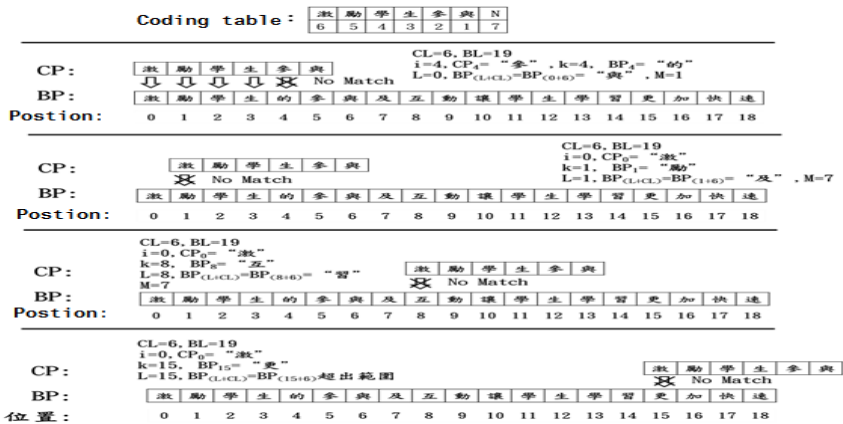 Coding table：
激 勵 學 生 參 與 N
6 5 4 3 2 1 7
CL=6, BL=19
i=4, CP4= “參”, k=4, BP4= “的”
L=0, BP(L+CL)=BP(0+6)= “與”, M=1
CP: 激 勵 學 生 參 與
No Match
BP: 激 勵 學 生 的 參 與 及 互 動 讓 學 生 學 習 更 加 快 速
Postion: 0 1 2 3 4 5 6 7 8 9 10 11 12 13 14 15 16 17 18
CL=6, BL=19
i=0, CP0= “激”
k=1, BP1= “勵”
L=1, BP(L+CL)=BP(1+6)= “及”, M=7
CP: 激 勵 學 生 參 與
No Match
BP: 激 勵 學 生 的 參 與 及 互 動 讓 學 生 學 習 更 加 快 速
Postion: 0 1 2 3 4 5 6 7 8 9 10 11 12 13 14 15 16 17 18
CL=6, BL=19
i=0, CP0= “激”
k=8, BP8= “互”
L=8, BP(L+CL)=BP(8+6)= “習”
M=7
CP: 激 勵 學 生 參 與
No Match
BP: 激 勵 學 生 的 參 與 及 互 動 讓 學 生 學 習 更 加 快 速
Postion: 0 1 2 3 4 5 6 7 8 9 10 11 12 13 14 15 16 17 18
CL=6, BL=19
i=0, CP0= “激”
k=15, BP15= “更”
L=15, BP(L+CL)=BP(15+6)超出範圍
CP: 激 勵 學 生 參 與
No Match
BP: 激 勵 學 生 的 參 與 及 互 動 讓 學 生 學 習 更 加 快 速
位置: 0 1 2 3 4 5 6 7 8 9 10 11 12 13 14 15 16 17 18